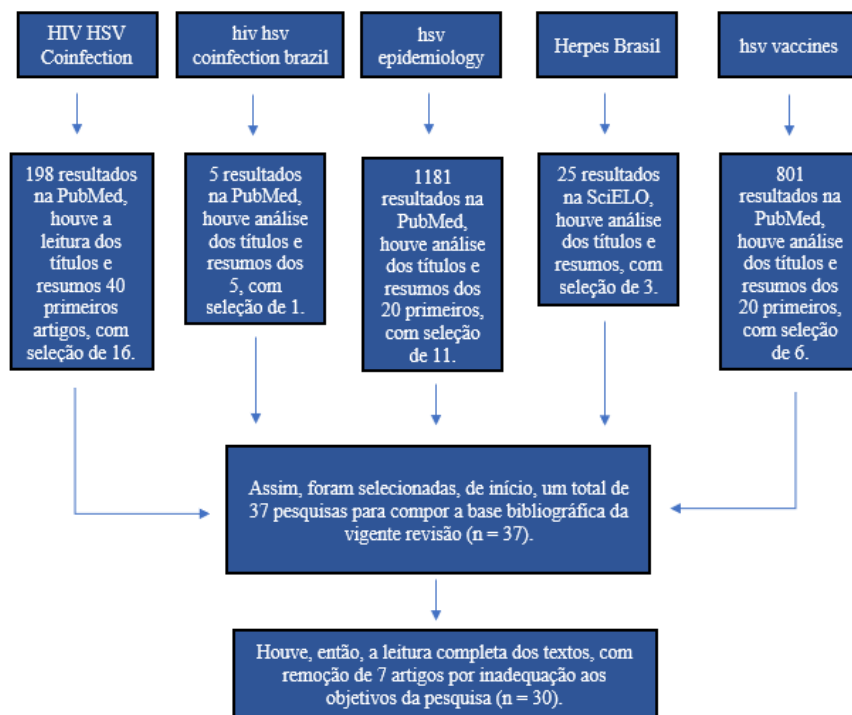 HIV HSV
Coinfection
hiv hsv
coinfection brazil
hsv
epidemiology
Herpes Brasil
hsv vaccines
198 resultados
na PubMed,
houve a
leitura dos
títulos e
resumos 40
primeiros
artigos, com
seleção de 16.
5 resultados
na PubMed,
houve análise
dos títulos e
resumos dos
5, com
seleção de 1.
1181
resultados na
PubMed,
houve análise
dos títulos e
resumos dos
20 primeiros,
com seleção
de 11.
25 resultados
na SciELO,
houve análise
dos títulos e
resumos, com
seleção de 3.
801
resultados na
PubMed,
houve análise
dos títulos e
resumos dos
20 primeiros,
com seleção
de 6.
Assim, foram selecionadas, de início, um total de
37 pesquisas para compor a base bibliográfica da
vigente revisão (n = 37).
Houve, então, a leitura completa dos textos, com
remoção de 7 artigos por inadequação aos
objetivos da pesquisa (n = 30).